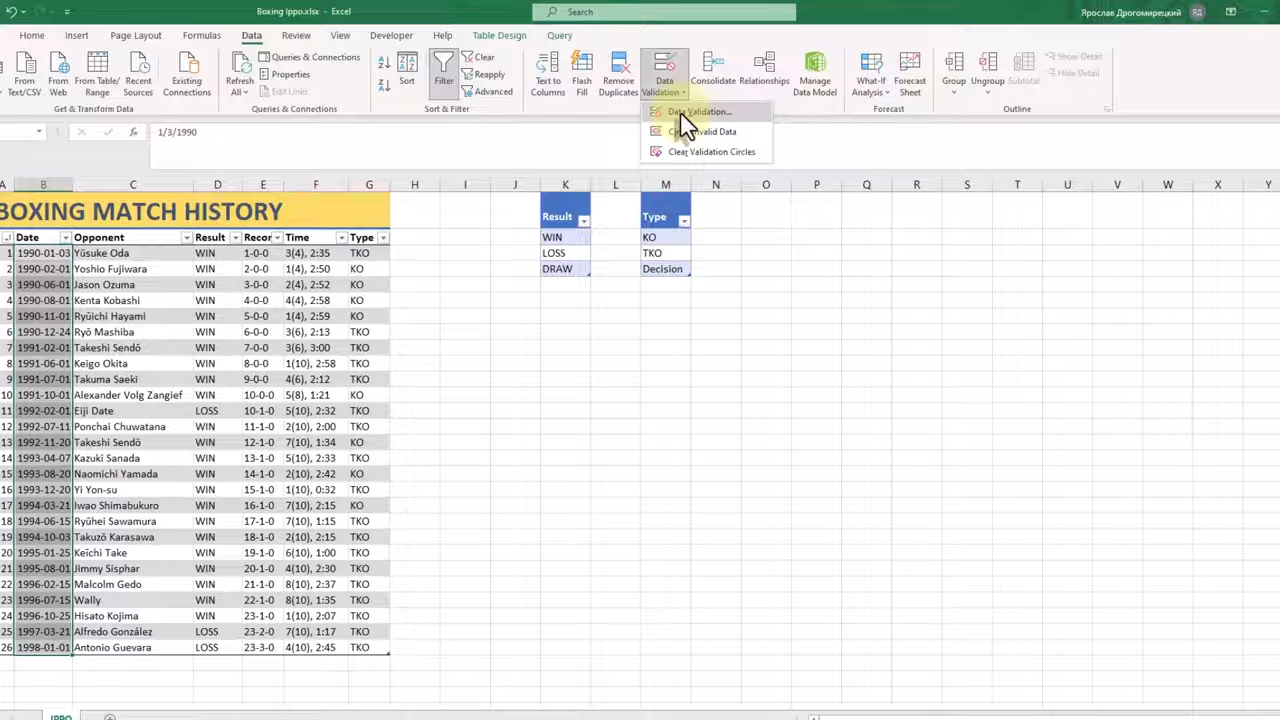 Boxing Ippo.xlsx - Excel
Search
Ярослав Дрогомирецкий
ЯД
Home Insert Page Layout Formulas Data Review View Developer Help Table Design Query
From Text/CSV
From Web
From Table/ Range
Recent Sources
Existing Connections
Get & Transform Data
Refresh All
Queries & Connections
Properties
Edit Links
Queries & Connections
Sort
Filter
Clear
Reapply
Advanced
Sort & Filter
Text to Columns
Flash Fill
Remove Duplicates
Data Validation
Consolidate
Relationships
Manage Data Model
What-If Analysis
Forecast Sheet
Forecast
Group
Ungroup
Subtotal
Show Detail
Hide Detail
Outline
Data Validation...
Invalid Data
Clear Validation Circles
fx 1/3/1990
A B C D E F G H I J K L M N O P Q R S T U V W X Y
BOXING MATCH HISTORY
Date Opponent Result Recor Time Type
1 1990-01-03 Yūsuke Oda WIN 1-0-0 3(4), 2:35 TKO
2 1990-02-01 Yoshio Fujiwara WIN 2-0-0 1(4), 2:50 KO
3 1990-06-01 Jason Ozuma WIN 3-0-0 2(4), 2:52 KO
4 1990-08-01 Kenta Kobashi WIN 4-0-0 4(4), 2:58 KO
5 1990-11-01 Ryūichi Hayami WIN 5-0-0 1(4), 2:59 KO
6 1990-12-24 Ryō Mashiba WIN 6-0-0 3(6), 2:13 TKO
7 1991-02-01 Takeshi Sendō WIN 7-0-0 3(6), 3:00 TKO
8 1991-06-01 Keigo Okita WIN 8-0-0 1(10), 2:58 TKO
9 1991-07-01 Takuma Saeki WIN 9-0-0 4(6), 2:12 TKO
10 1991-10-01 Alexander Volg Zangief WIN 10-0-0 5(8), 1:21 KO
11 1992-02-01 Eiji Date LOSS 10-1-0 5(10), 2:32 TKO
12 1992-07-11 Ponchai Chuwatana WIN 11-1-0 2(10), 2:00 TKO
13 1992-11-20 Takeshi Sendō WIN 12-1-0 7(10), 1:34 KO
14 1993-04-07 Kazuki Sanada WIN 13-1-0 5(10), 2:33 TKO
15 1993-08-20 Naomichi Yamada WIN 14-1-0 2(10), 2:42 KO
16 1993-12-20 Yi Yon-su WIN 15-1-0 1(10), 0:32 TKO
17 1994-03-21 Iwao Shimabukuro WIN 16-1-0 7(10), 2:15 KO
18 1994-06-15 Ryūhei Sawamura WIN 17-1-0 7(10), 1:15 TKO
19 1994-10-03 Takuzō Karasawa WIN 18-1-0 2(10), 2:15 TKO
20 1995-01-25 Keīchi Take WIN 19-1-0 6(10), 1:00 TKO
21 1995-08-01 Jimmy Sisphar WIN 20-1-0 4(10), 2:30 TKO
22 1996-02-15 Malcolm Gedo WIN 21-1-0 8(10), 2:37 TKO
23 1996-07-15 Wally WIN 22-1-0 8(10), 1:35 TKO
24 1996-10-25 Hisato Kojima WIN 23-1-0 1(10), 2:07 TKO
25 1997-03-21 Alfredo González LOSS 23-2-0 7(10), 1:17 TKO
26 1998-01-01 Antonio Guevara LOSS 23-3-0 4(10), 2:45 TKO
Result
WIN
LOSS
DRAW
Type
KO
TKO
Decision
IPPO